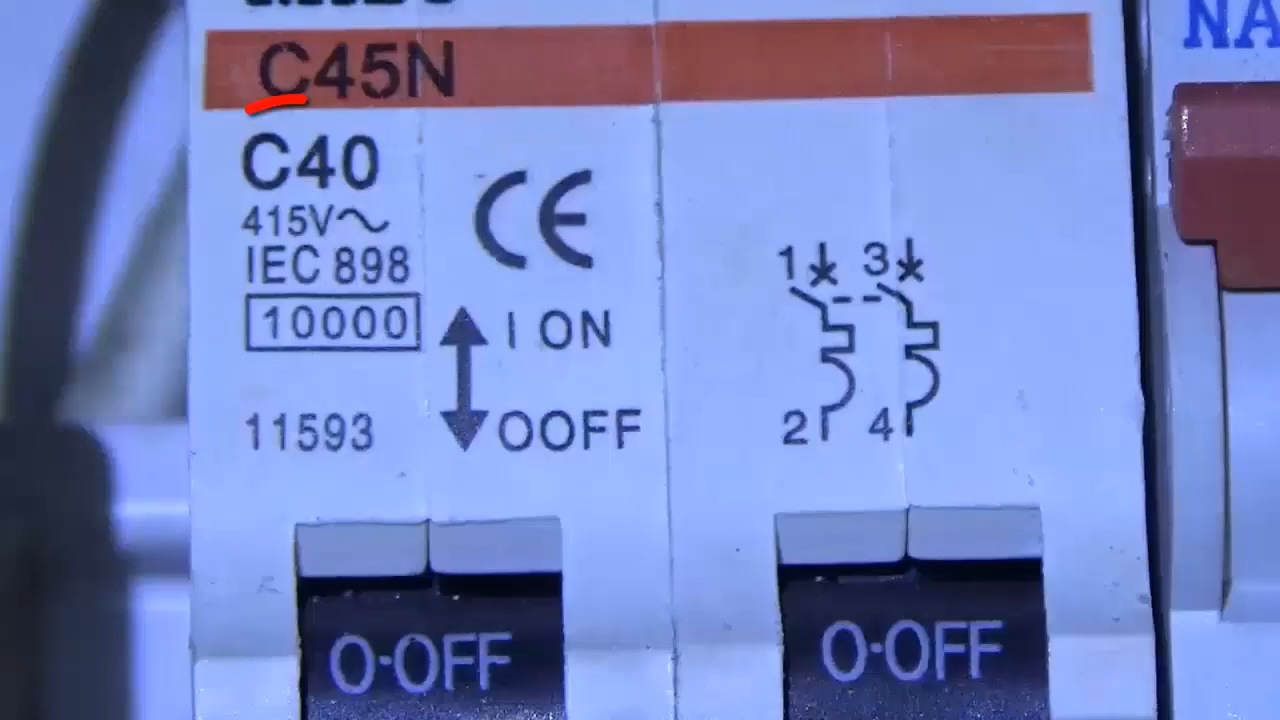 C45N
C40
415V~
IEC 898
10000
11593
CE
I ON
OOFF
1 3
2 4
O-OFF
O-OFF
NA